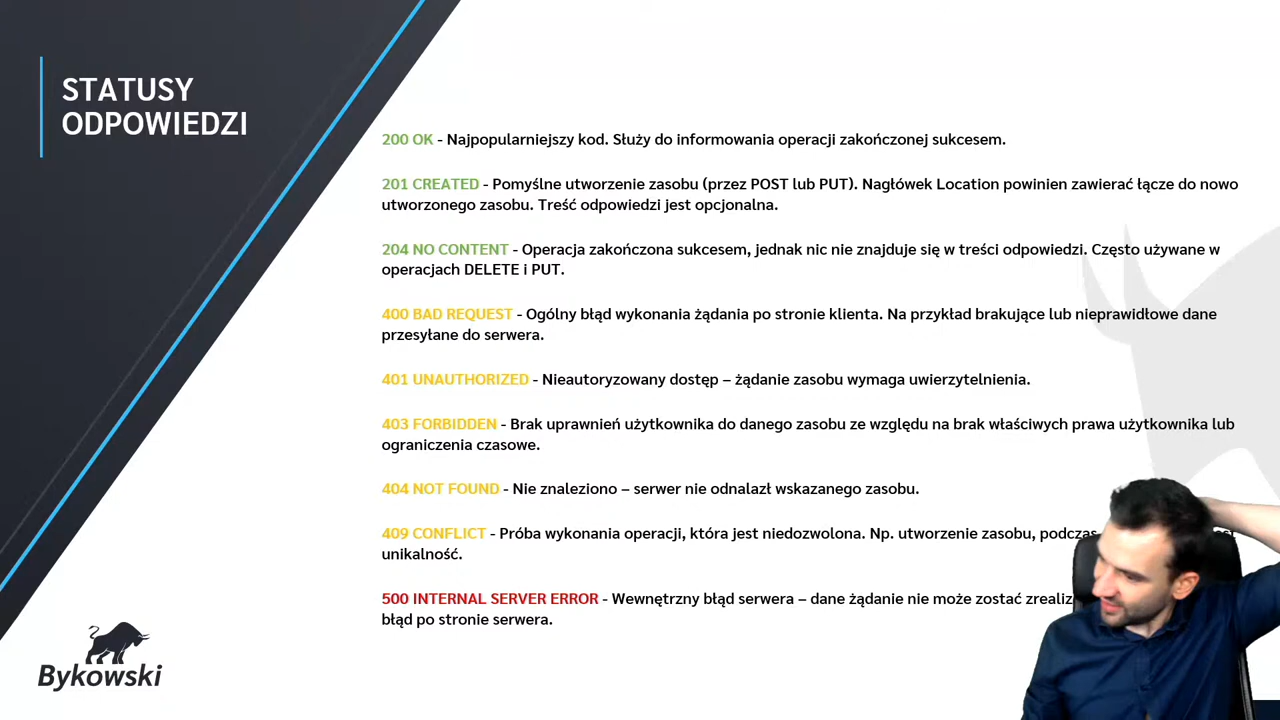 STATUSY
ODPOWIEDZI
200 OK - Najpopularniejszy kod. Służy do informowania operacji zakończonej sukcesem.
201 CREATED - Pomyślne utworzenie zasobu (przez POST lub PUT). Nagłówek Location powinien zawierać łącze do nowo
utworzonego zasobu. Treść odpowiedzi jest opcjonalna.
204 NO CONTENT - Operacja zakończona sukcesem, jednak nic nie znajduje się w treści odpowiedzi. Często używane w
operacjach DELETE i PUT.
400 BAD REQUEST - Ogólny błąd wykonania żądania po stronie klienta. Na przykład brakujące lub nieprawidłowe dane
przesyłane do serwera.
401 UNAUTHORIZED - Nieautoryzowany dostęp – żądanie zasobu wymaga uwierzytelnienia.
403 FORBIDDEN - Brak uprawnień użytkownika do danego zasobu ze względu na brak właściwych prawa użytkownika lub
ograniczenia czasowe.
404 NOT FOUND - Nie znaleziono – serwer nie odnalazł wskazanego zasobu.
409 CONFLICT - Próba wykonania operacji, która jest niedozwolona. Np. utworzenie zasobu, podczas
unikalność.
500 INTERNAL SERVER ERROR - Wewnętrzny błąd serwera – dane żądanie nie może zostać
błąd po stronie serwera.
Bykowski